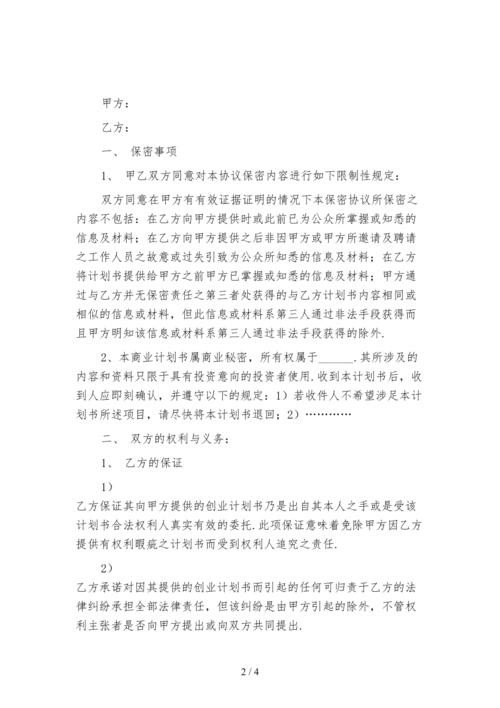 甲方：
乙方：
一、 保密事项
1、 甲乙双方同意对本协议保密内容进行如下限制性规定；
双方同意在甲方有有效证据证明的情况下本保密协议所保密之
内容不包括：在乙方向甲方提供时或此前已为公众所掌握或知悉的
信息及材料；在乙方向甲方提供之后非因甲方或甲方所邀请及聘请
之工作人员之故意或过失引致为公众所知悉的信息及材料；在乙方
将计划书提供给甲方之前甲方已掌握或知悉的信息及材料；甲方通
过与乙方并无保密责任之第三者处获得的与乙方计划书内容相同或
相似的信息或材料，但此信息或材料系第三人通过非法手段获得而
且甲方明知该信息或材料系第三人通过非法手段获得的除外.
2、本商业计划书属商业秘密，所有权属于______.其所涉及的
内容和资料只限于具有投资意向的投资者使用.收到本计划书后，收
到人应即刻确认，并遵守以下的规定：1）若收件人不希望涉足本计
划书所述项目，请尽快将本计划书退回；2）…………
二、 双方的权利与义务；
1、 乙方的保证
1）
乙方保证其向甲方提供的创业计划书乃是出自其本人之手或是受该
计划书合法权利人真实有效的委托.此项保证意味着免除甲方因乙方
提供有权利瑕疵之计划书而受到权利人追究之责任.
2）
乙方承诺对因其提供的创业计划书而引起的任何可归责于乙方的法
律纠纷承担全部法律责任，但该纠纷是由甲方引起的除外，不管权
利主张者是否向甲方提出或向双方共同提出.
2 / 4